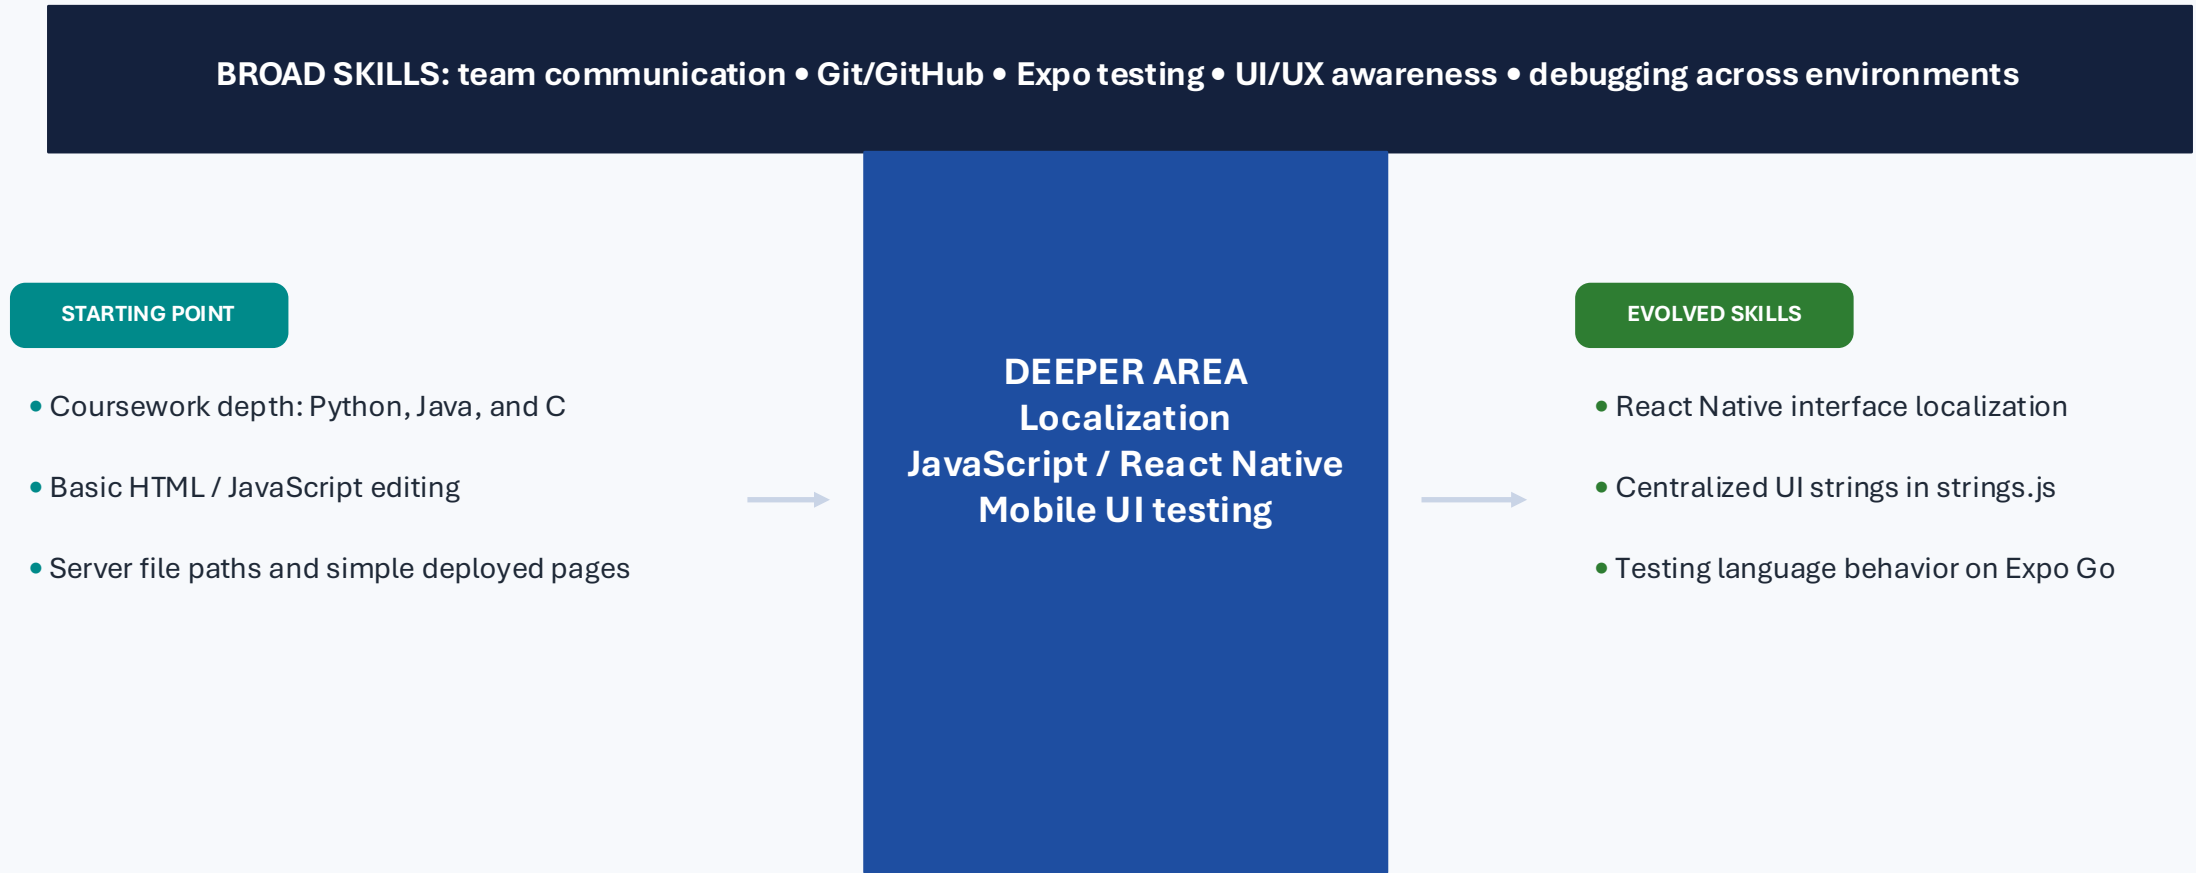 BROAD SKILLS: team communication • Git/GitHub • Expo testing • UI/UX awareness • debugging across environments
STARTING POINT
• Coursework depth: Python, Java, and C
• Basic HTML / JavaScript editing
• Server file paths and simple deployed pages
DEEPER AREA
Localization
JavaScript / React Native
Mobile UI testing
EVOLVED SKILLS
• React Native interface localization
• Centralized UI strings in strings.js
• Testing language behavior on Expo Go